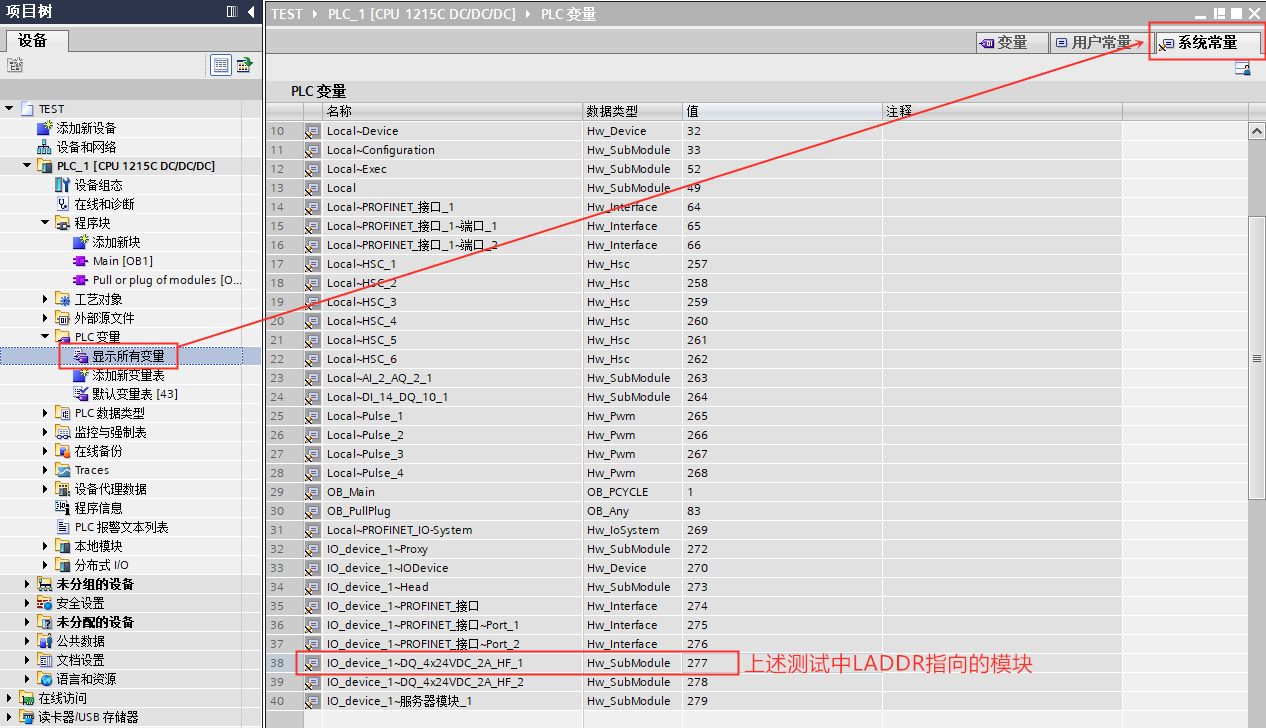 项目树
设备
TEST
添加新设备
设备和网络
PLC_1 [CPU 1215C DC/DC/DC]
设备组态
在线和诊断
程序块
添加新块
Main [OB1]
Pull or plug of modules [O...
工艺对象
外部源文件
PLC 变量
显示所有变量
添加新变量表
默认变量表 [43]
PLC 数据类型
监控与强制表
在线备份
Traces
设备代理数据
程序信息
PLC 报警文本列表
本地模块
分布式 I/O
未分组的设备
安全设置
未分配的设备
公共数据
文档设置
语言和资源
在线访问
读卡器/USB 存储器
TEST PLC_1 [CPU 1215C DC/DC/DC] PLC 变量
变量 用户常量 系统常量
PLC 变量
名称 数据类型 值 注释
10 Local~Device Hw_Device 32
11 Local~Configuration Hw_SubModule 33
12 Local~Exec Hw_SubModule 52
13 Local Hw_SubModule 49
14 Local~PROFINET_接口_1 Hw_Interface 64
15 Local~PROFINET_接口_1~端口_1 Hw_Interface 65
16 Local~PROFINET_接口_1~端口_2 Hw_Interface 66
17 Local~HSC_1 Hw_Hsc 257
18 Local~HSC_2 Hw_Hsc 258
19 Local~HSC_3 Hw_Hsc 259
20 Local~HSC_4 Hw_Hsc 260
21 Local~HSC_5 Hw_Hsc 261
22 Local~HSC_6 Hw_Hsc 262
23 Local~AI_2_AQ_2_1 Hw_SubModule 263
24 Local~DI_14_DQ_10_1 Hw_SubModule 264
25 Local~Pulse_1 Hw_Pwm 265
26 Local~Pulse_2 Hw_Pwm 266
27 Local~Pulse_3 Hw_Pwm 267
28 Local~Pulse_4 Hw_Pwm 268
29 OB_Main OB_PCYCLE 1
30 OB_PullPlug OB_Any 83
31 Local~PROFINET_IO-System Hw_IoSystem 269
32 IO_device_1~Proxy Hw_SubModule 272
33 IO_device_1~IODevice Hw_Device 270
34 IO_device_1~Head Hw_SubModule 273
35 IO_device_1~PROFINET_接口 Hw_Interface 274
36 IO_device_1~PROFINET_接口~Port_1 Hw_Interface 275
37 IO_device_1~PROFINET_接口~Port_2 Hw_Interface 276
38 IO_device_1~DQ_4x24VDC_2A_HF_1 Hw_SubModule 277 上述测试中LADDR指向的模块
39 IO_device_1~DQ_4x24VDC_2A_HF_2 Hw_SubModule 278
40 IO_device_1~服务器模块_1 Hw_SubModule 279